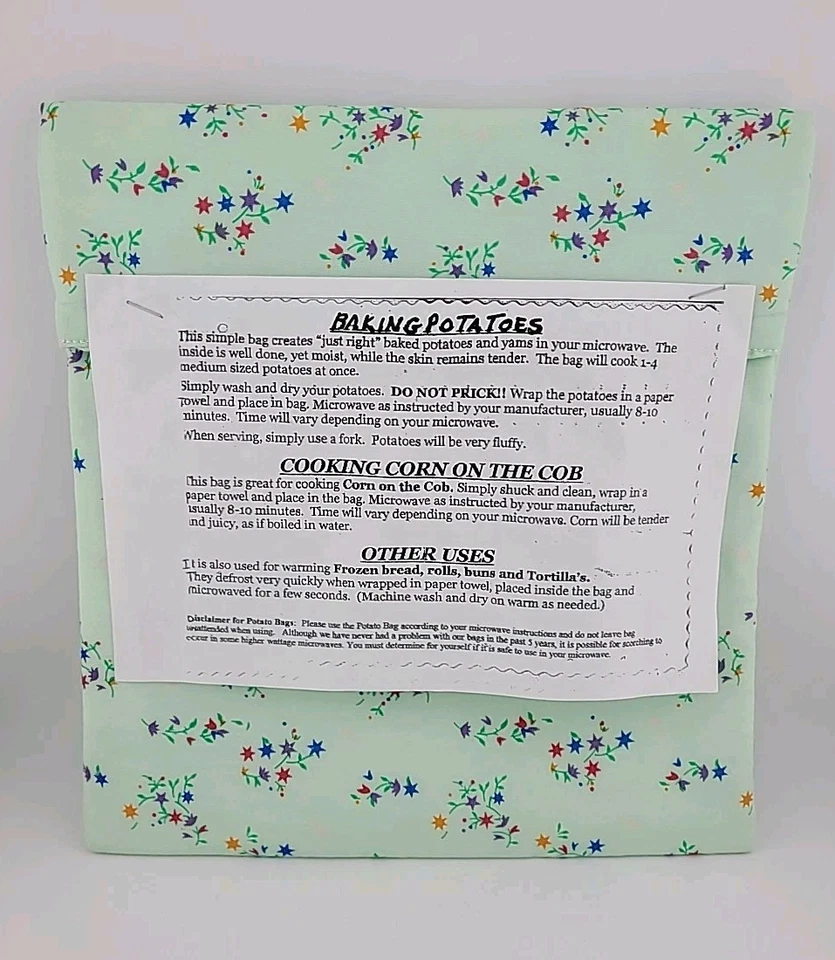 BAKING POTATOES
This simple bag creates "just right" baked potatoes and yams in your microwave. The
inside is well done, yet moist, while the skin remains tender. The bag will cook 1-4
medium sized potatoes at once.
Simply wash and dry your potatoes. DO NOT PRICK!! Wrap the potatoes in a paper
towel and place in bag. Microwave as instructed by your manufacturer, usually 8-10
minutes. Time will vary depending on your microwave.
When serving, simply use a fork. Potatoes will be very fluffy.
COOKING CORN ON THE COB
This bag is great for cooking Corn on the Cob. Simply shuck and clean, wrap in a
paper towel and place in the bag. Microwave as instructed by your manufacturer,
usually 8-10 minutes. Time will vary depending on your microwave. Corn will be tender
and juicy, as if boiled in water.
OTHER USES
It is also used for warming Frozen bread, rolls, buns and Tortilla's.
They defrost very quickly when wrapped in paper towel, placed inside the bag and
microwaved for a few seconds. (Machine wash and dry on warm as needed.)
Disclaimer for Potato Bags: Please use the Potato Bag according to your microwave instructions and do not leave bag
unattended when using. Although we have never had a problem with our bags in the past 5 years, it is possible for scorching to
occur in some higher wattage microwaves. You must determine for yourself if it is safe to use in your microwave.